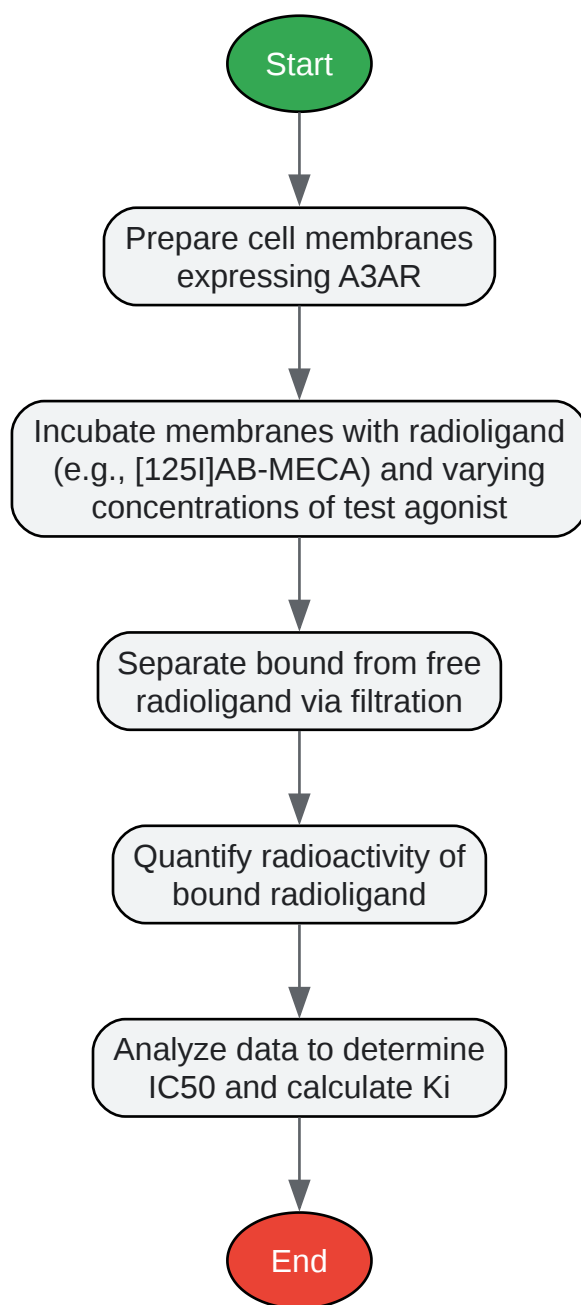 Start
Prepare cell membranes
expressing A3AR
Incubate membranes with radioligand
(e.g., [125I]AB-MECA) and varying
concentrations of test agonist
Separate bound from free
radioligand via filtration
Quantify radioactivity of
bound radioligand
Analyze data to determine
IC50 and calculate Ki
End